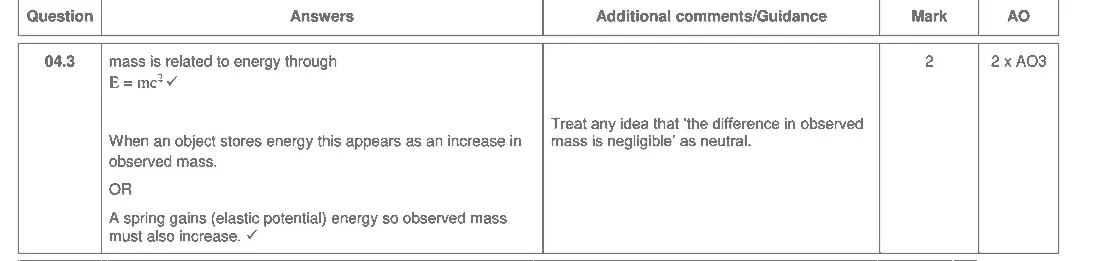 Question Answers Additional comments/Guidance Mark AO
04.3 mass is related to energy through 2 2 x AO3
E = mc² ✓
Treat any idea that 'the difference in observed
mass is negligible' as neutral.
When an object stores energy this appears as an increase in
observed mass.
OR
A spring gains (elastic potential) energy so observed mass
must also increase. ✓